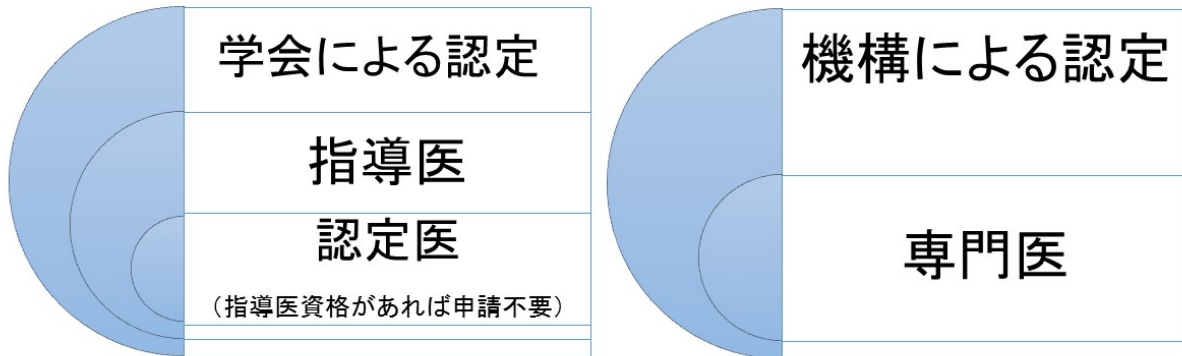 学会による認定
指導医
認定医
（指導医資格があれば申請不要）
機構による認定
専門医